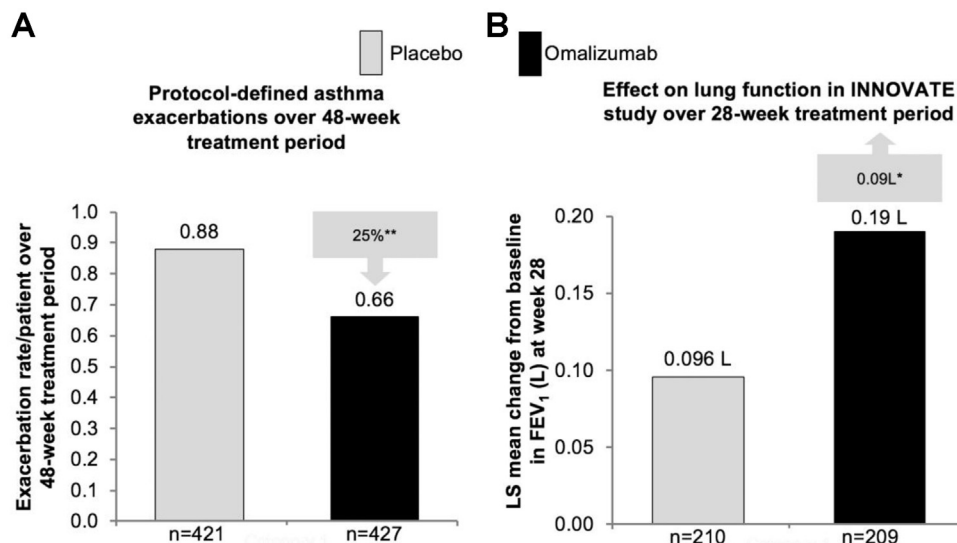 A
Placebo
B
Omalizumab
Protocol-defined asthma
exacerbations over 48-week
treatment period
Exacerbation rate/patient over
48-week treatment period
1.0
0.9
0.8
0.7
0.6
0.5
0.4
0.3
0.2
0.1
0.0
0.88
25%**
0.66
n=421
n=427
Effect on lung function in INNOVATE
study over 28-week treatment period
LS mean change from baseline
in FEV₁ (L) at week 28
0.20
0.15
0.10
0.05
0.00
0.09L*
0.19 L
0.096 L
n=210
n=209